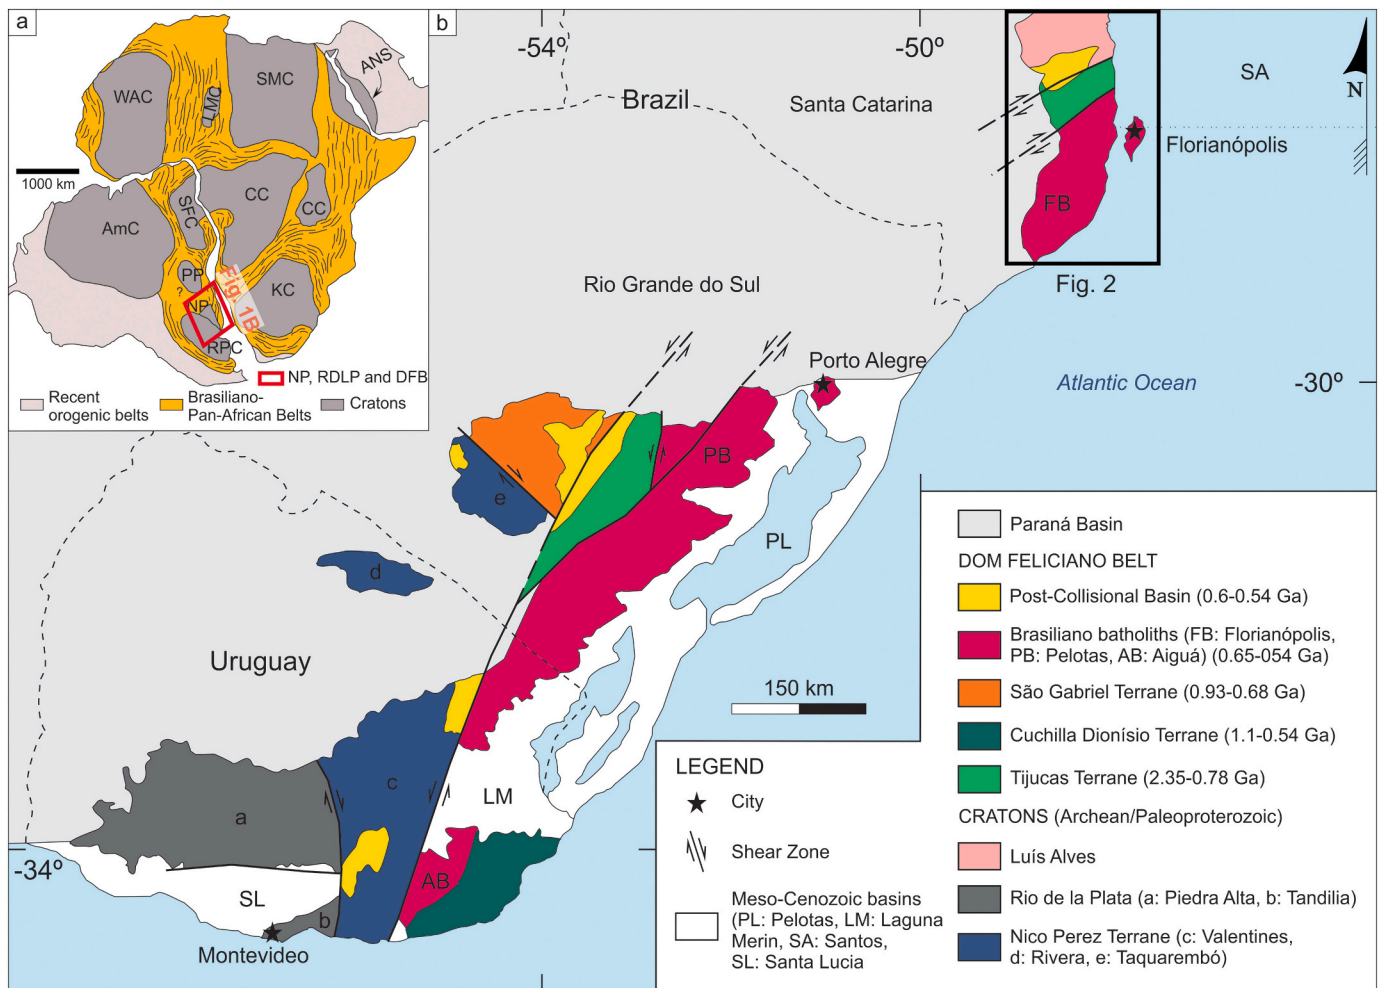 a
WAC
LMC
SMC
ANS
1000 km
AmC
SFC
CC
CC
PP
?
NP
KC
RPC
Fig. 1B
NP, RDLP and DFB
Recent
orogenic belts
Brasiliano-
Pan-African Belts
Cratons
b
-54º
-50º
Brazil
Santa Catarina
SA
N
Florianópolis
FB
Fig. 2
Rio Grande do Sul
Porto Alegre
Atlantic Ocean
-30º
PB
e
d
PL
Uruguay
150 km
c
LM
a
-34º
AB
SL
b
Montevideo
LEGEND
City
Shear Zone
Meso-Cenozoic basins
(PL: Pelotas, LM: Laguna
Merin, SA: Santos,
SL: Santa Lucia
Paraná Basin
DOM FELICIANO BELT
Post-Collisional Basin (0.6-0.54 Ga)
Brasiliano batholiths (FB: Florianópolis,
PB: Pelotas, AB: Aiguá) (0.65-054 Ga)
São Gabriel Terrane (0.93-0.68 Ga)
Cuchilla Dionísio Terrane (1.1-0.54 Ga)
Tijucas Terrane (2.35-0.78 Ga)
CRATONS (Archean/Paleoproterozoic)
Luís Alves
Rio de la Plata (a: Piedra Alta, b: Tandilia)
Nico Perez Terrane (c: Valentines,
d: Rivera, e: Taquarembó)